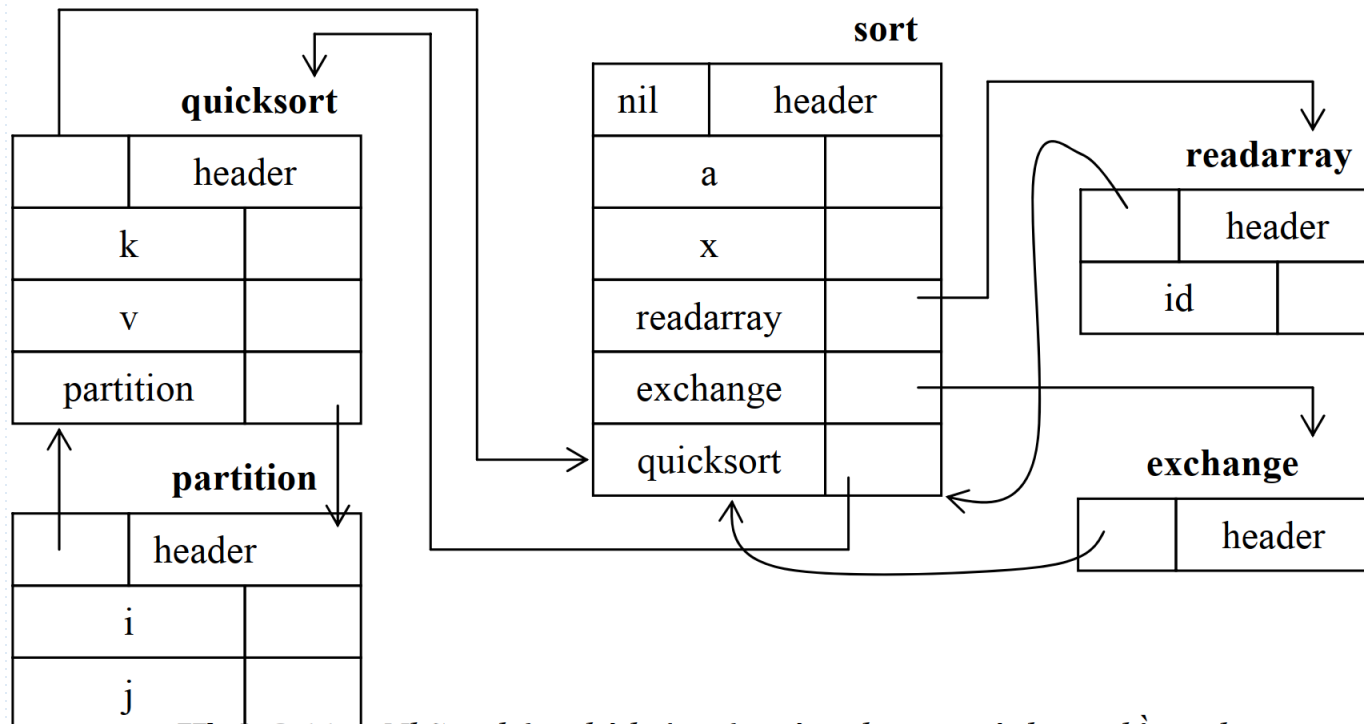 sort
nil header
a
x
readarray
exchange
quicksort
quicksort
header
k
v
partition
partition
header
i
j
readarray
header
id
exchange
header